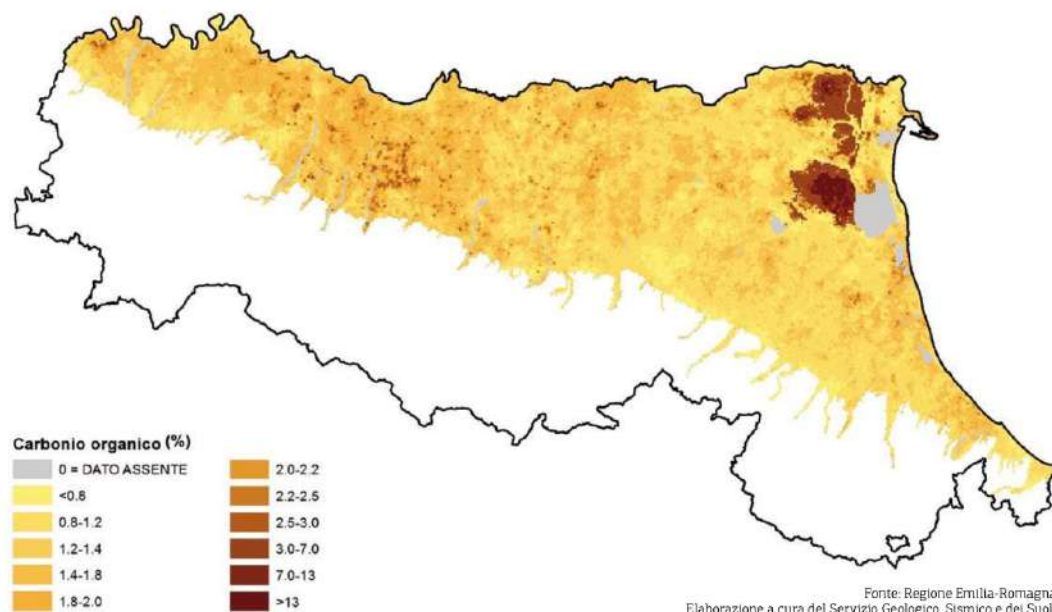 Carbonio organico (%)
0 = DATO ASSENTE
<0.8
0.8-1.2
1.2-1.4
1.4-1.8
1.8-2.0
2.0-2.2
2.2-2.5
2.5-3.0
3.0-7.0
7.0-13
>13
Fonte: Regione Emilia-Romagna
Elaborazione a cura del Servizio Geologico, Sismico e dei Suoli